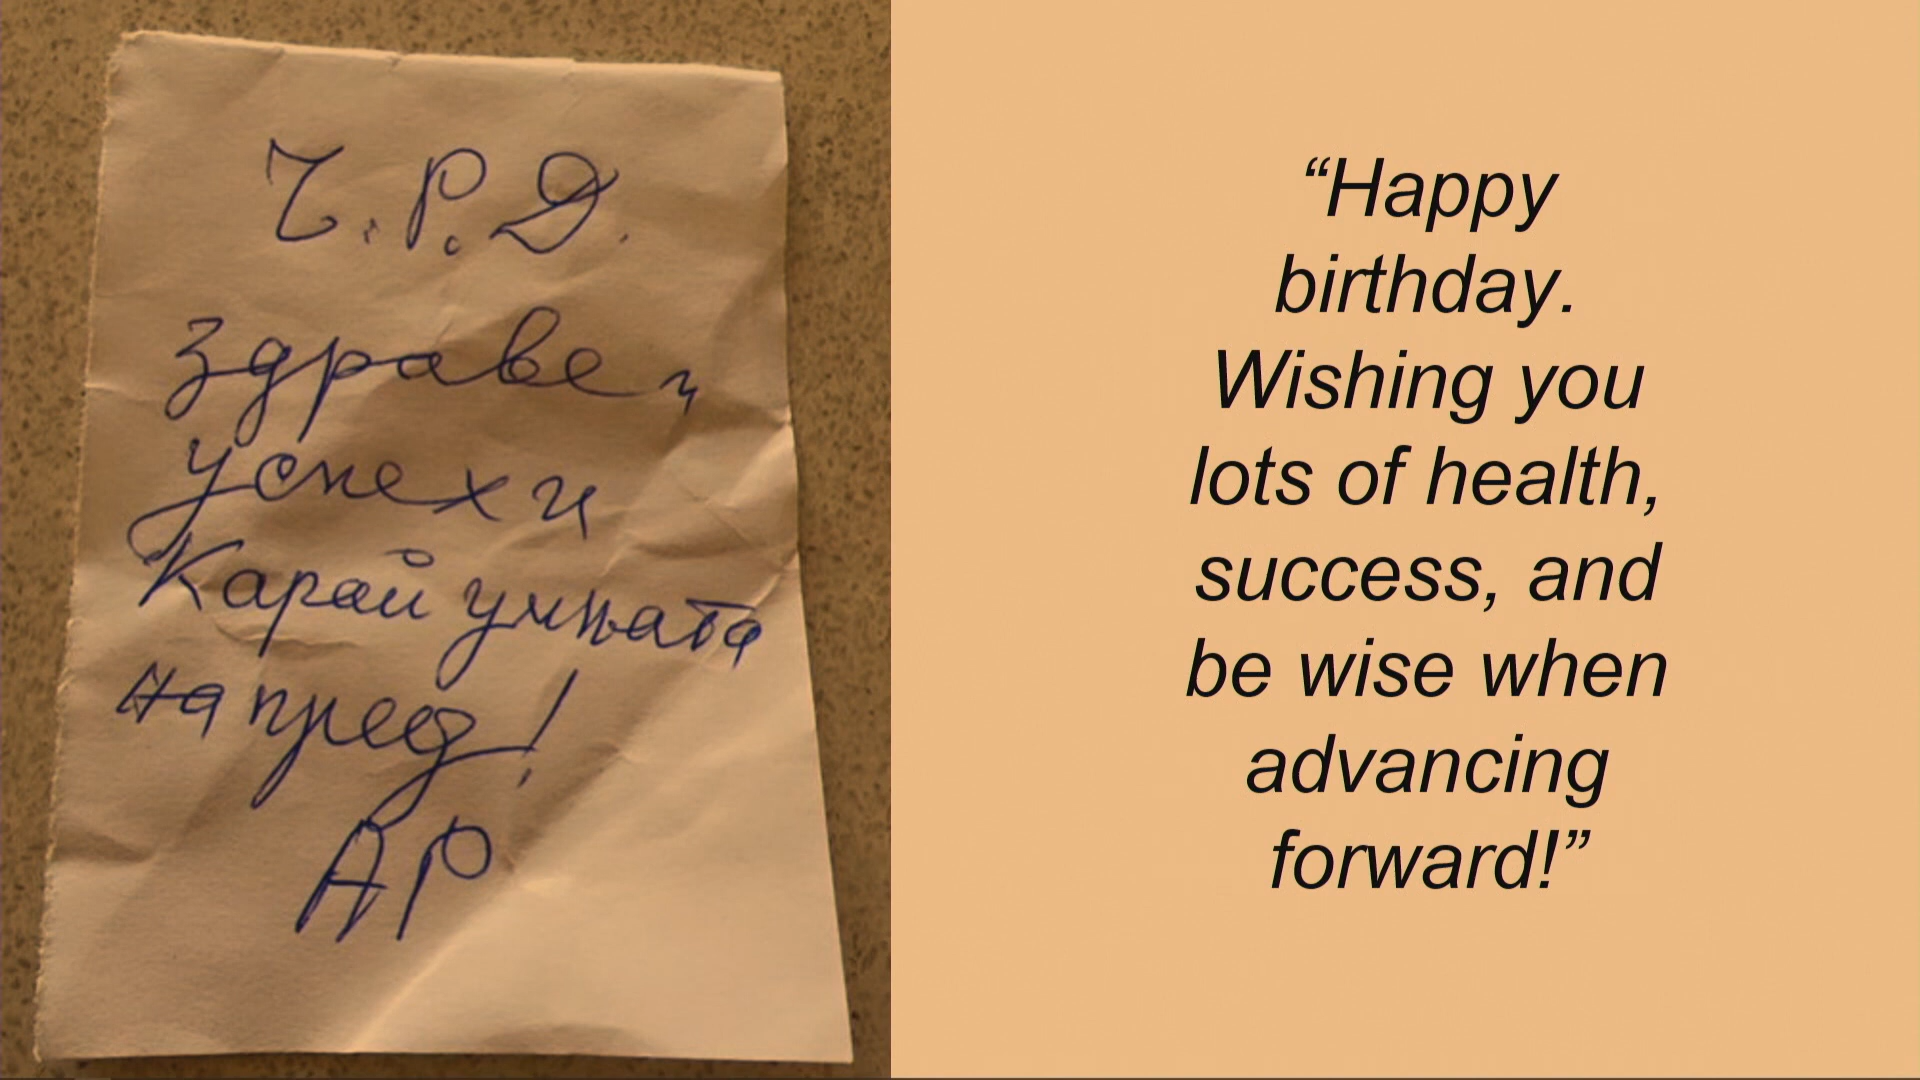 Ч.Р.Д.
здраве и
успехи
Карай умната
напред!
АР
“Happy
birthday.
Wishing you
lots of health,
success, and
be wise when
advancing
forward!”